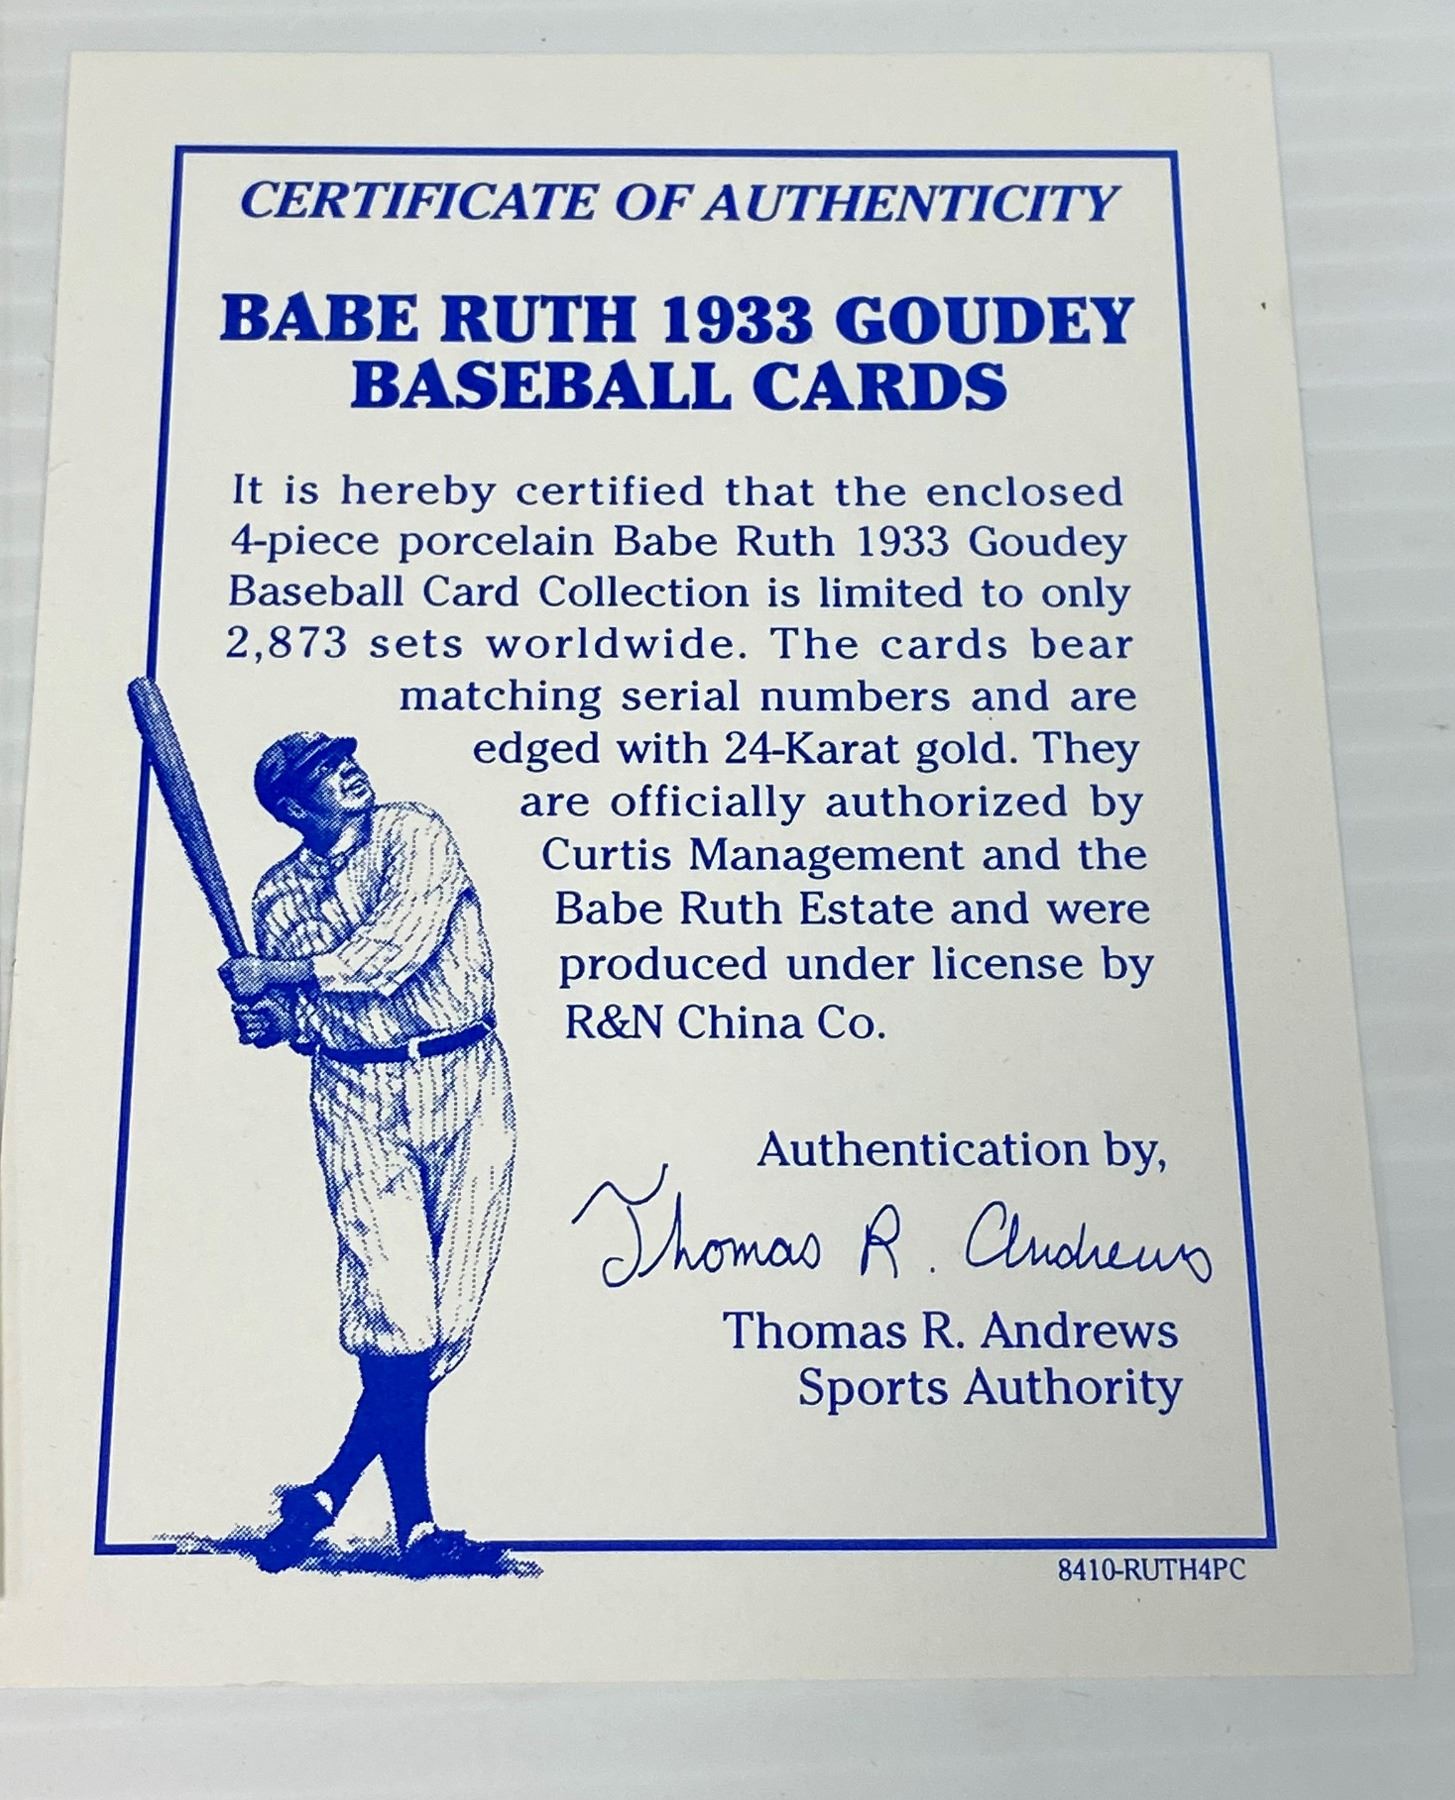 CERTIFICATE OF AUTHENTICITY
BABE RUTH 1933 GOUDEY
BASEBALL CARDS
It is hereby certified that the enclosed
4-piece porcelain Babe Ruth 1933 Goudey
Baseball Card Collection is limited to only
2,873 sets worldwide. The cards bear
matching serial numbers and are
edged with 24-Karat gold. They
are officially authorized by
Curtis Management and the
Babe Ruth Estate and were
produced under license by
R&N China Co.
Authentication by,
Thomas R. Andrews
Thomas R. Andrews
Sports Authority
8410-RUTH4PC